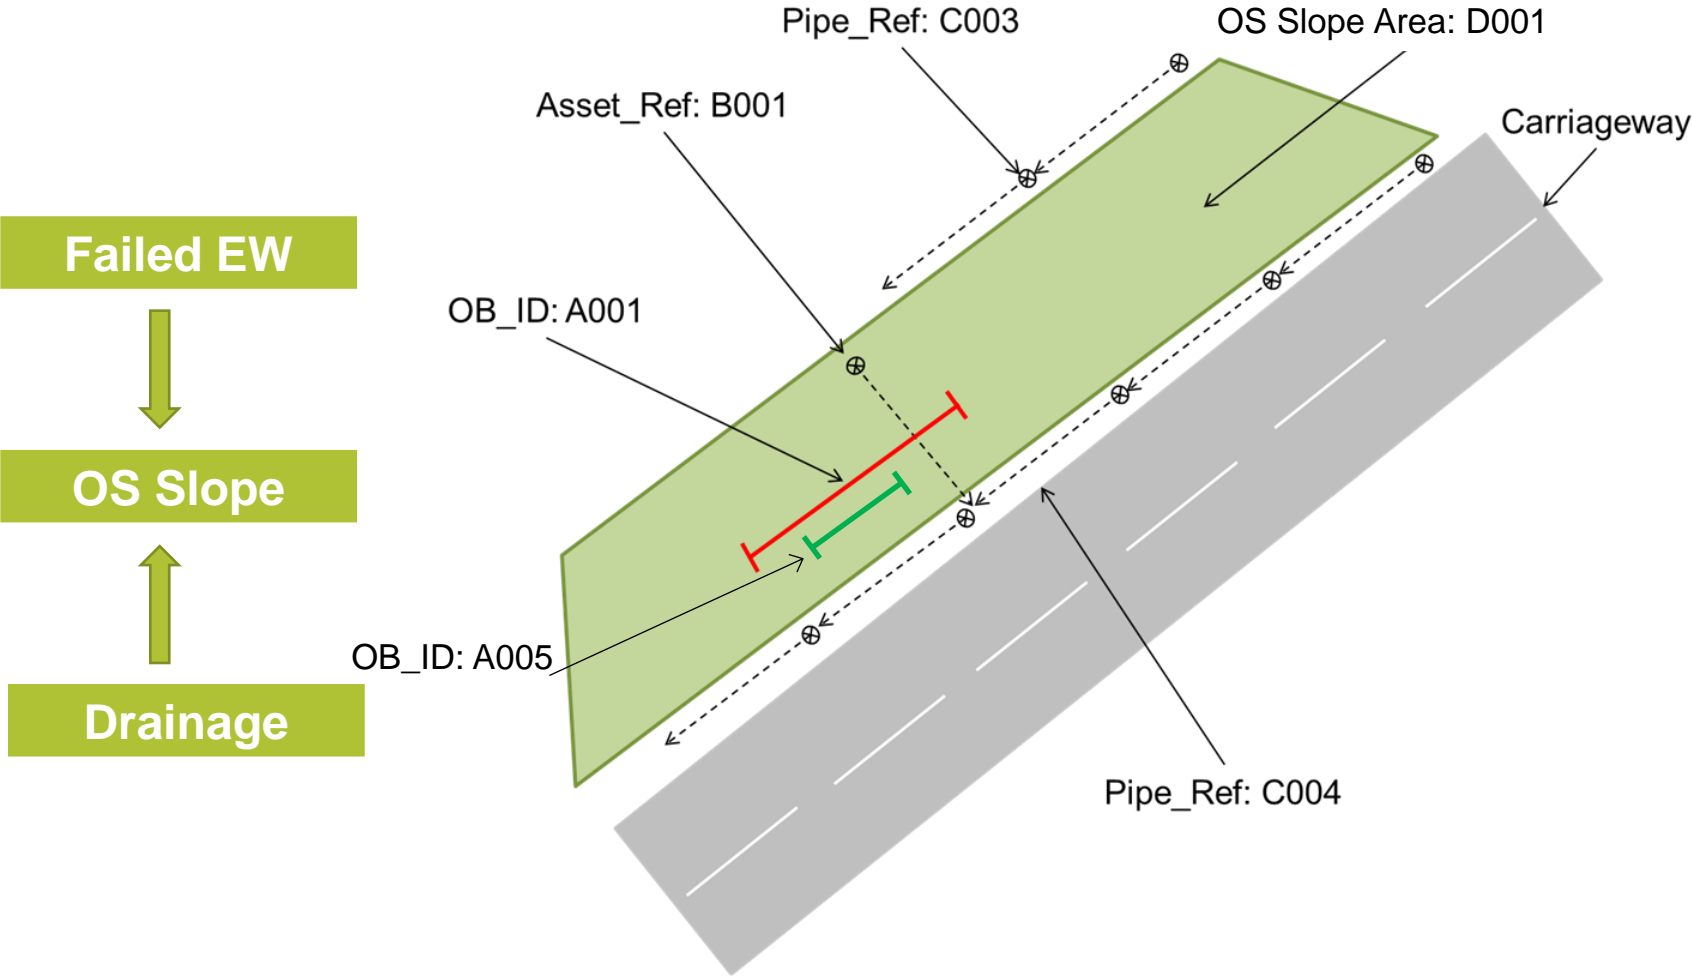 Pipe_Ref: C003
OS Slope Area: D001
Asset_Ref: B001
Carriageway
Failed EW
OB_ID: A001
OS Slope
OB_ID: A005
Drainage
Pipe_Ref: C004